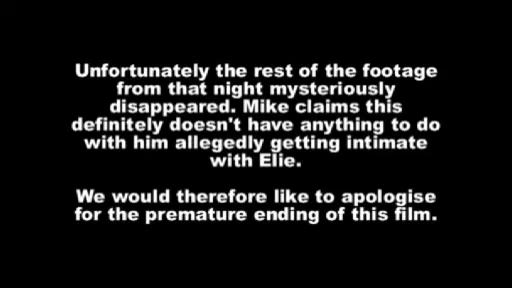 Unfortunately the rest of the footage
from that night mysteriously
disappeared. Mike claims this
definitely doesn't have anything to do
with him allegedly getting intimate
with Elie.
We would therefore like to apologise
for the premature ending of this film.